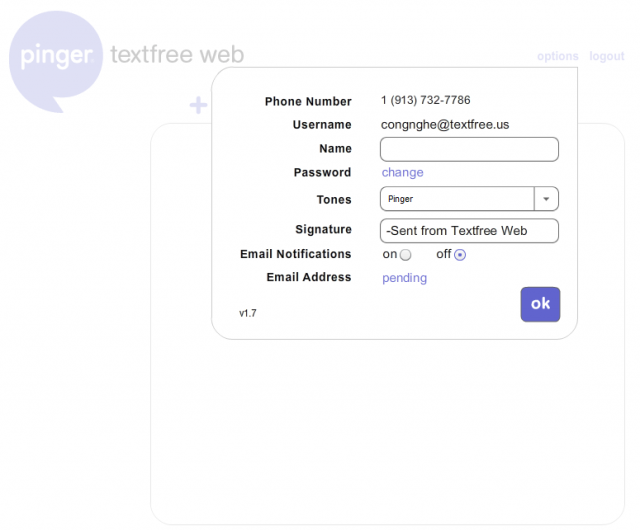 pinger textfree web
options logout
+
Phone Number 1 (913) 732-7786
Username congnghe@textfree.us
Name
Password change
Tones Pinger
Signature -Sent from Textfree Web
Email Notifications on off
Email Address pending
ok
v1.7